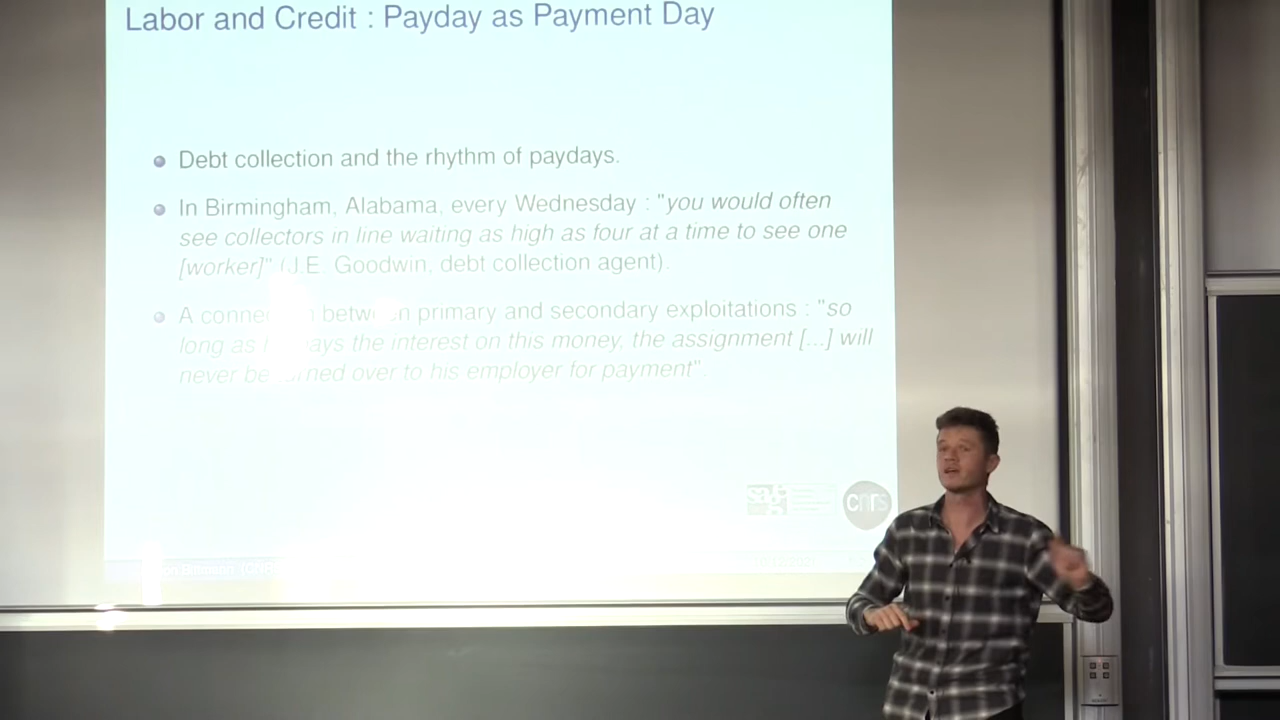 Labor and Credit : Payday as Payment Day
Debt collection and the rhythm of paydays.
In Birmingham, Alabama, every Wednesday : "you would often
see collectors in line waiting as high as four at a time to see one
[worker]" (J.E. Goodwin, debt collection agent).
A between primary and secondary exploitations : "so
long as the interest on this money, the assignment [...] will
never be over to his employer for payment".
sage
cnrs